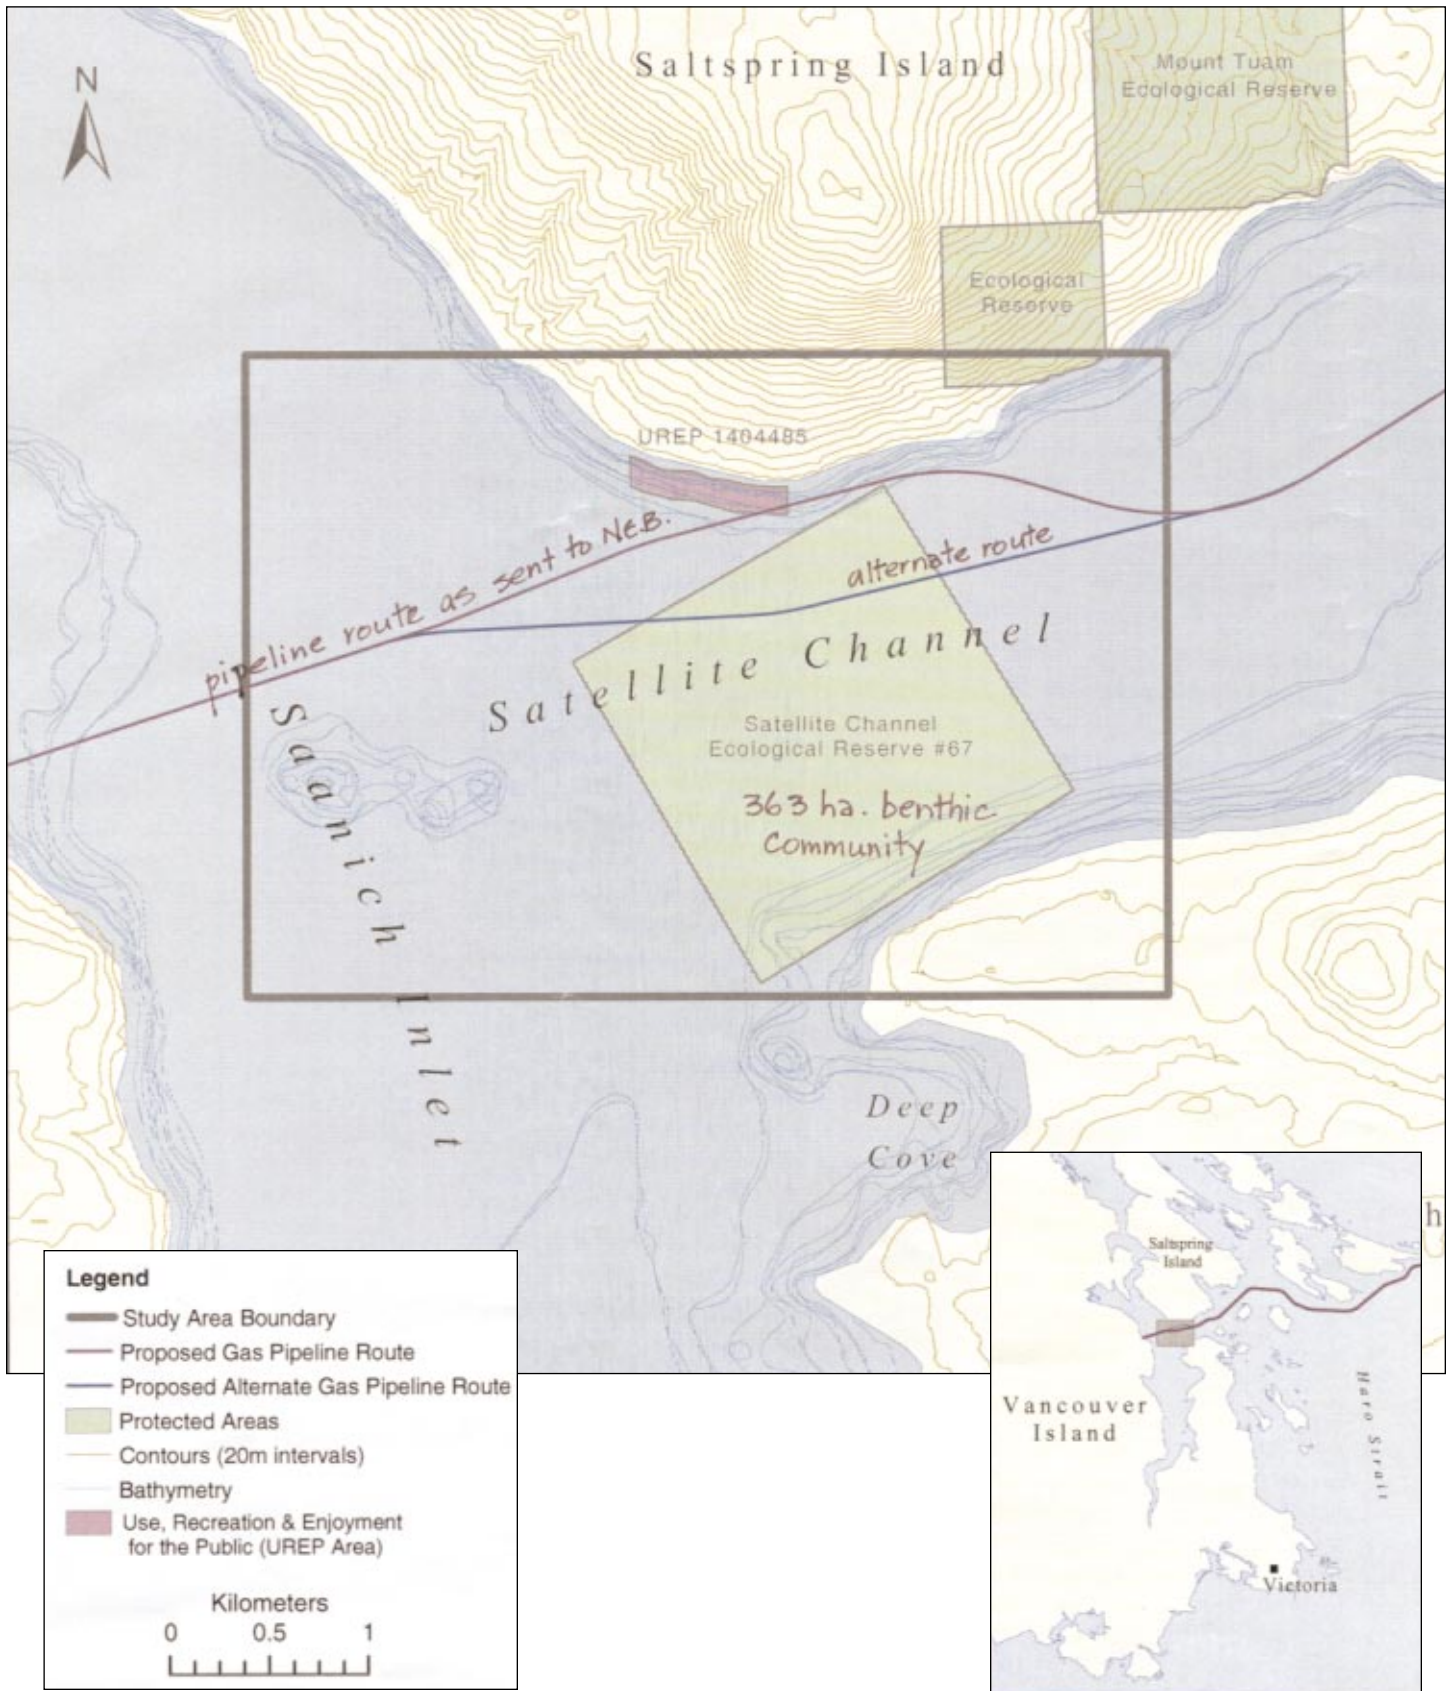 N
Saltspring Island
Mount Tuam
Ecological Reserve
Ecological
Reserve
UREP 1404485
pipeline route as sent to N.E.B.
alternate route
Satellite Channel
Satellite Channel
Ecological Reserve #67
363 ha. benthic
Community
Saanich Inlet
Deep
Cove
h
Legend
Study Area Boundary
Proposed Gas Pipeline Route
Proposed Alternate Gas Pipeline Route
Protected Areas
Contours (20m intervals)
Bathymetry
Use, Recreation & Enjoyment
for the Public (UREP Area)
Kilometers
0 0.5 1
Saltspring
Island
Vancouver
Island
Haro Strait
Victoria